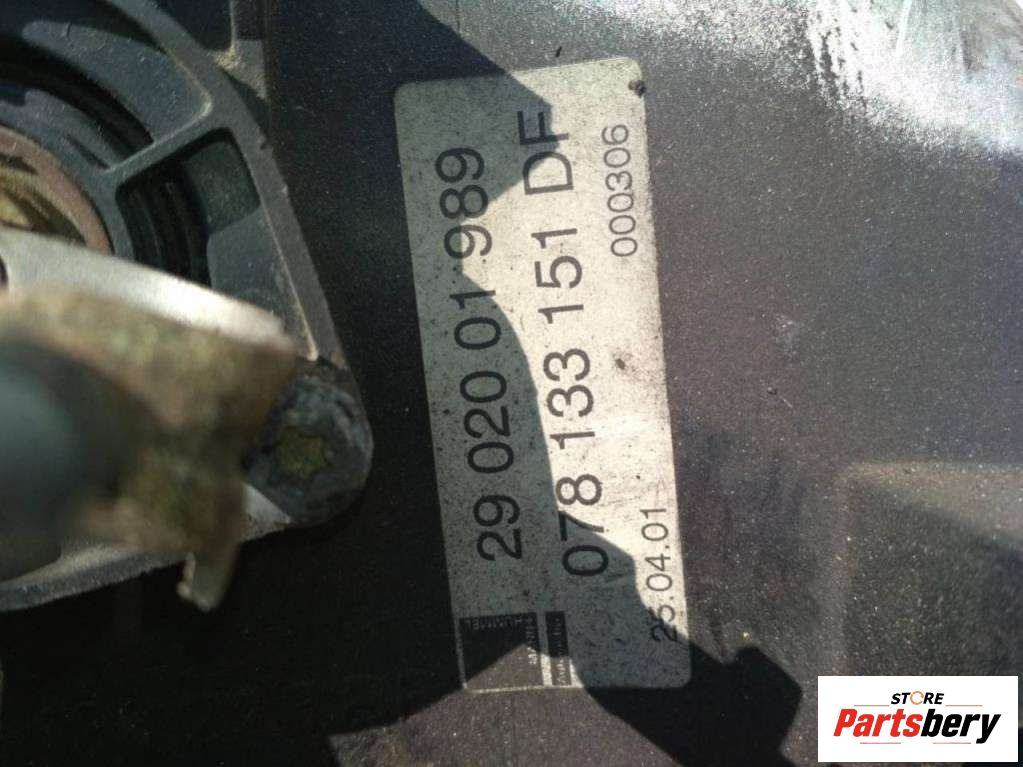 29 020 01 989
078 133 151 DF
25.04.01 000306
STORE
Partsbery